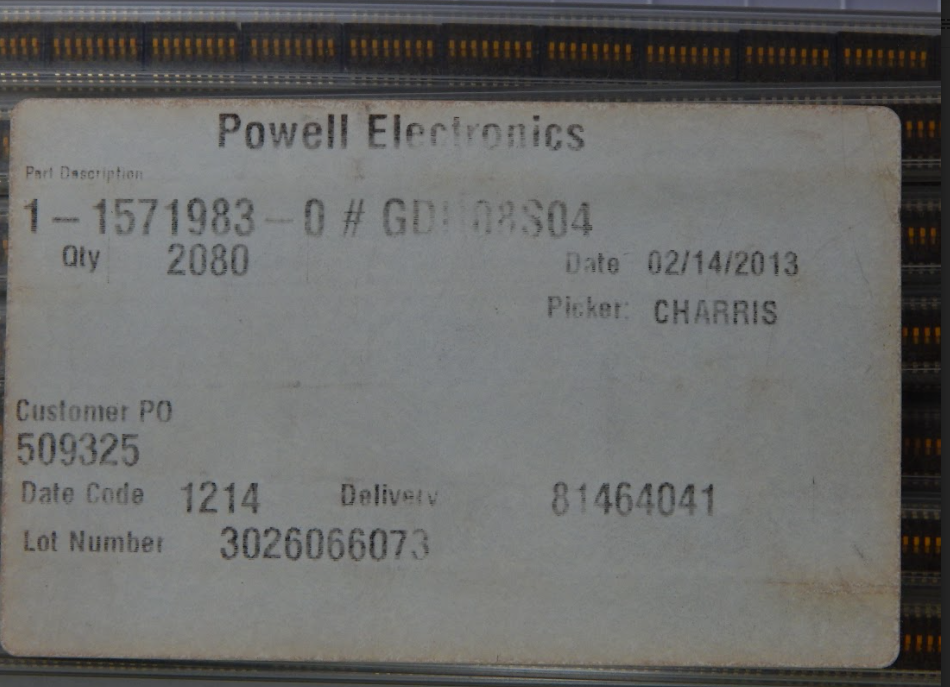 Powell Electronics
Part Description
1-1571983-0 # GDH08S04
Qty 2080
Date 02/14/2013
Picker: CHARRIS
Customer PO
509325
Date Code 1214 Delivery 81464041
Lot Number 3026066073